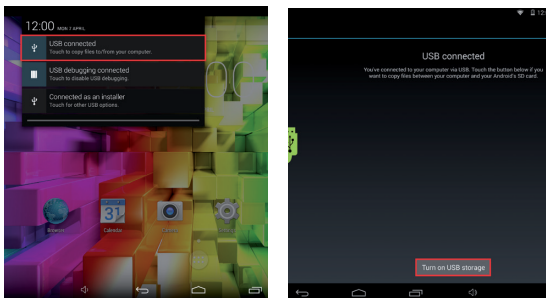 12:00 MON 7 APRIL
USB connected
Touch to copy files to/from your computer.
USB debugging connected
Touch to disable USB debugging.
Connected as an installer
Touch for other USB options.
31
Browser
Calendar
Camera
Settings
12:
USB connected
You've connected to your computer via USB. Touch the button below if you
want to copy files between your computer and your Android's SD card.
Turn on USB storage